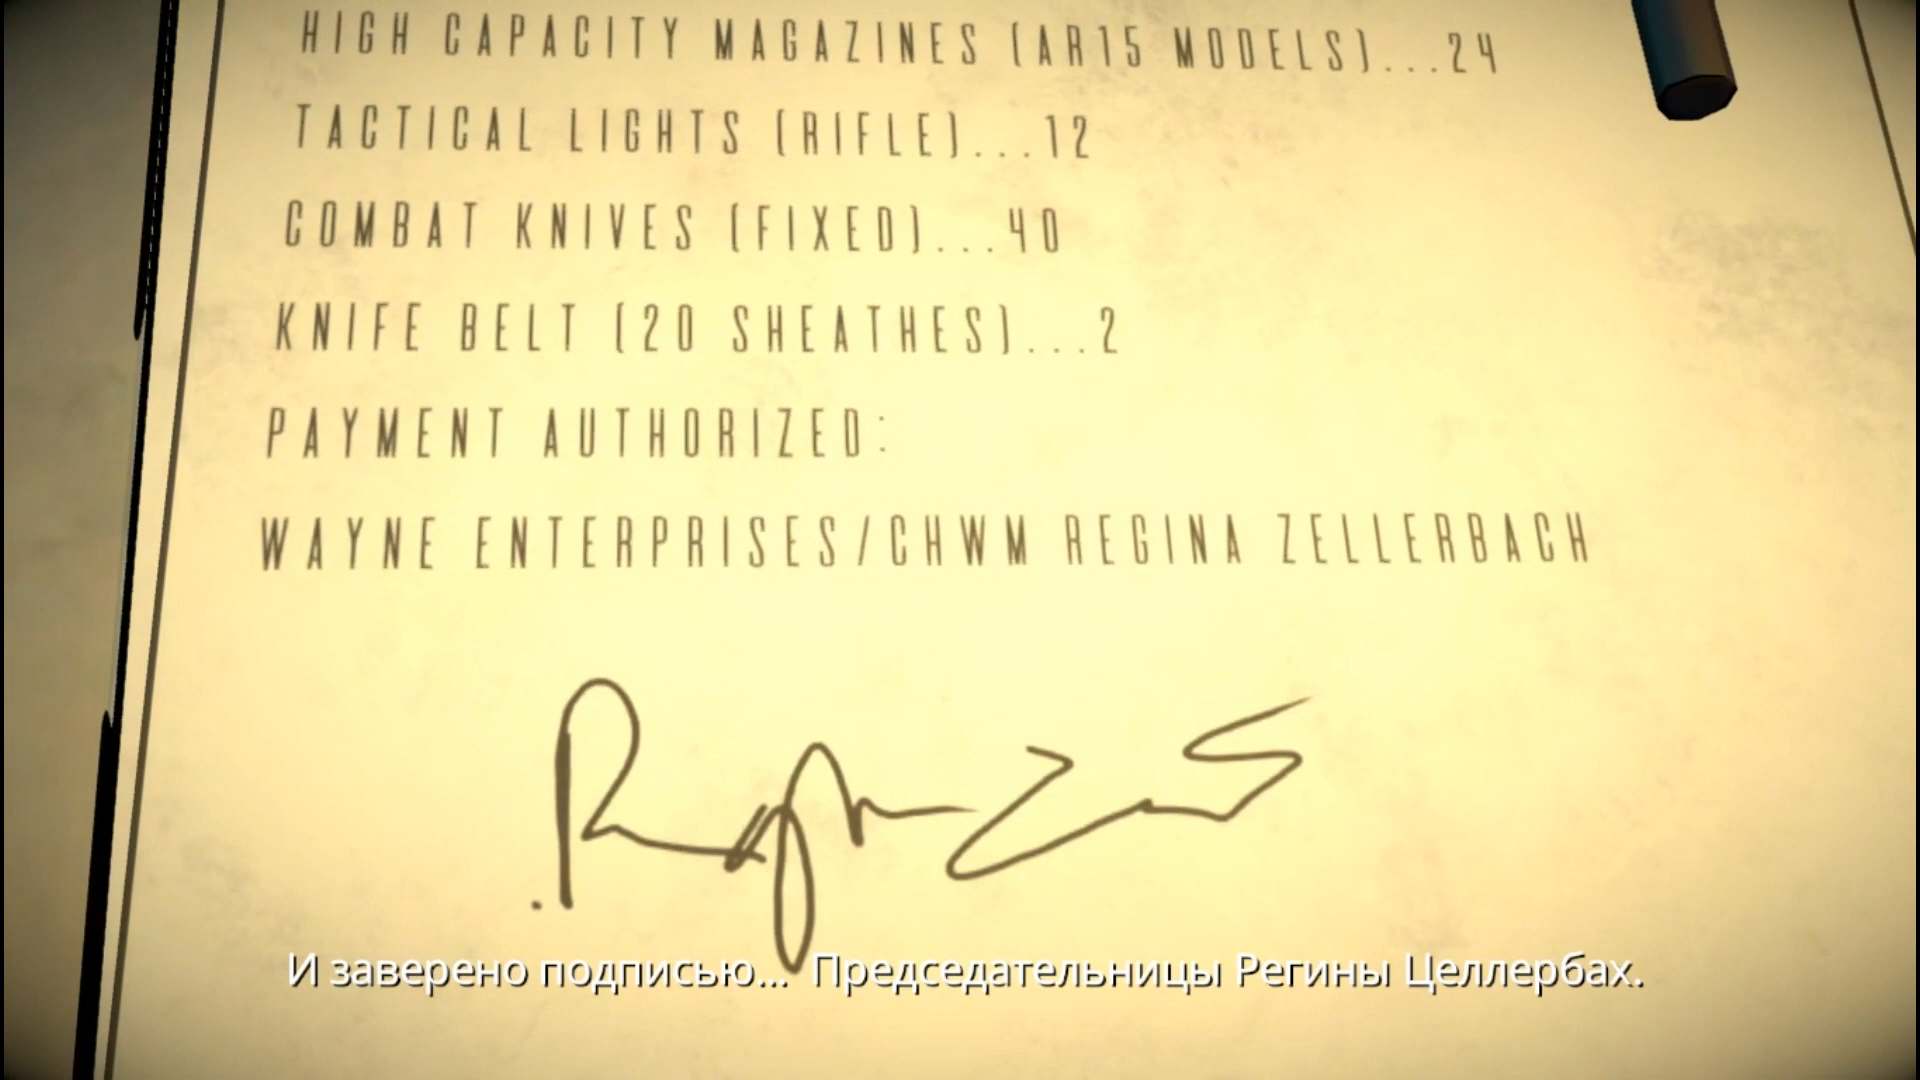 HIGH CAPACITY MAGAZINES (AR15 MODELS)...24
TACTICAL LIGHTS (RIFLE)...12
COMBAT KNIVES (FIXED)...40
KNIFE BELT (20 SHEATHES)...2
PAYMENT AUTHORIZED:
WAYNE ENTERPRISES/CHWM REGINA ZELLERBACH
И заверено подписью... Председательницы Регины Целлербах.